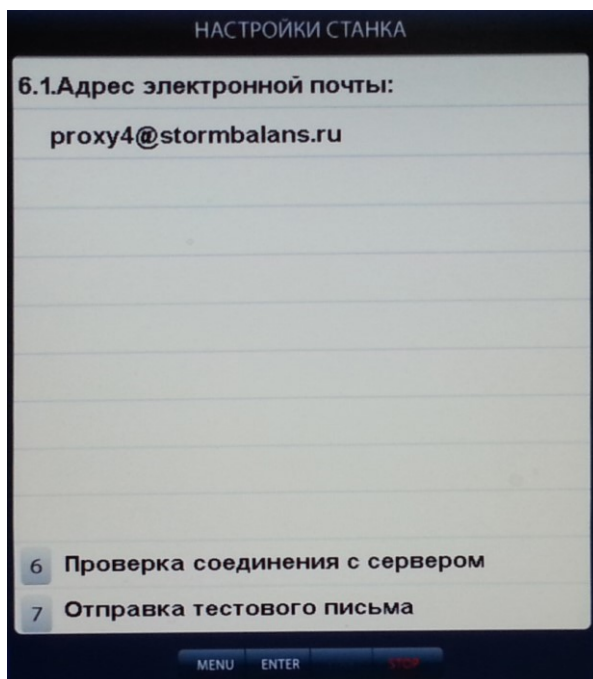 НАСТРОЙКИ СТАНКА
6.1.Адрес электронной почты:
proxy4@stormbalans.ru
6 Проверка соединения с сервером
7 Отправка тестового письма
MENU ENTER STOP